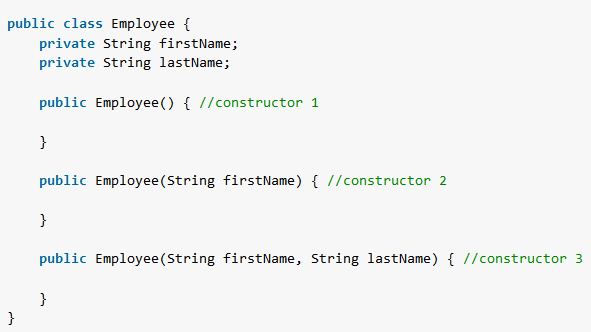 public class Employee {
    private String firstName;
    private String lastName;

    public Employee() { //constructor 1

    }

    public Employee(String firstName) { //constructor 2

    }

    public Employee(String firstName, String lastName) { //constructor 3

    }
}